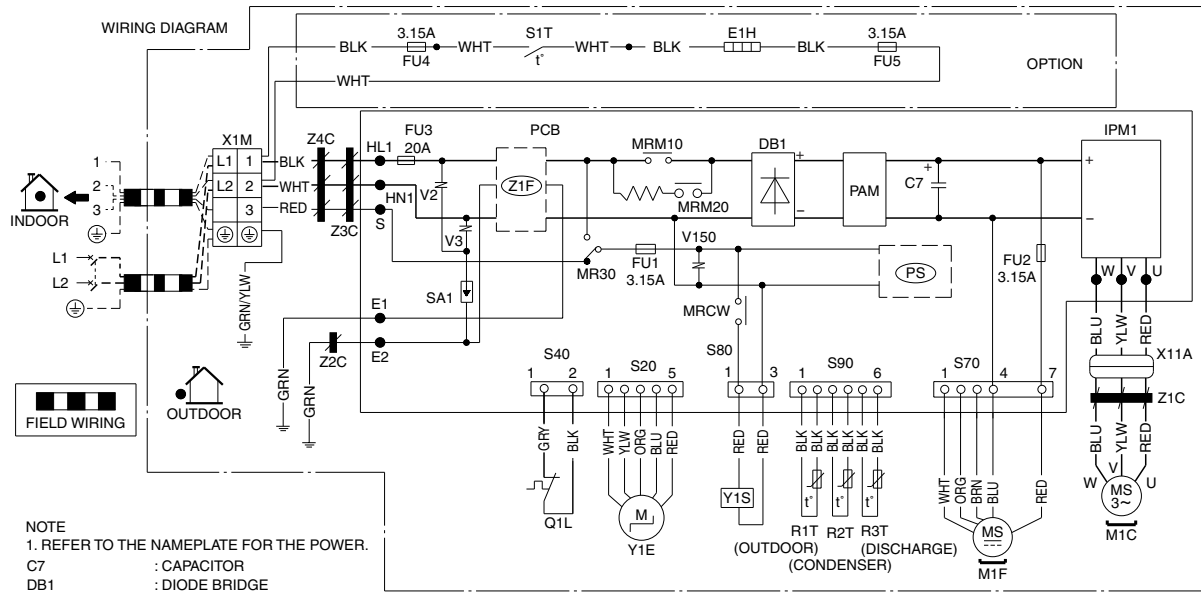 WIRING DIAGRAM
BLK
3.15A
FU4
WHT
S1T
t°
WHT
BLK
E1H
BLK
3.15A
FU5
WHT
OPTION
X1M
L1 1
L2 2
3
BLK
WHT
RED
Z4C
Z3C
HL1
HN1
S
FU3
20A
V2
V3
SA1
PCB
Z1F
MRM10
MRM20
DB1
+
−
PAM
C7
+
IPM1
+
−
INDOOR
1
2
3
L1
L2
GRN/YLW
E1
E2
Z2C
GRN
GRN
MR30
FU1
3.15A
V150
PS
FU2
3.15A
MRCW
W V U
BLU
YLW
RED
X11A
Z1C
BLU
YLW
RED
W V U
MS
3~
M1C
FIELD WIRING
OUTDOOR
S40
1 2
GRY
BLK
Q1L
S20
1 5
WHT
YLW
ORG
BLU
RED
M
Y1E
S80
1 3
RED
RED
Y1S
S90
1 6
BLK
BLK
BLK
BLK
BLK
BLK
t° t° t°
R1T R2T R3T
(OUTDOOR) (DISCHARGE)
(CONDENSER)
S70
1 4 7
WHT
ORG
BRN
BLU
RED
MS
M1F
NOTE
1. REFER TO THE NAMEPLATE FOR THE POWER.
C7 : CAPACITOR
DB1 : DIODE BRIDGE